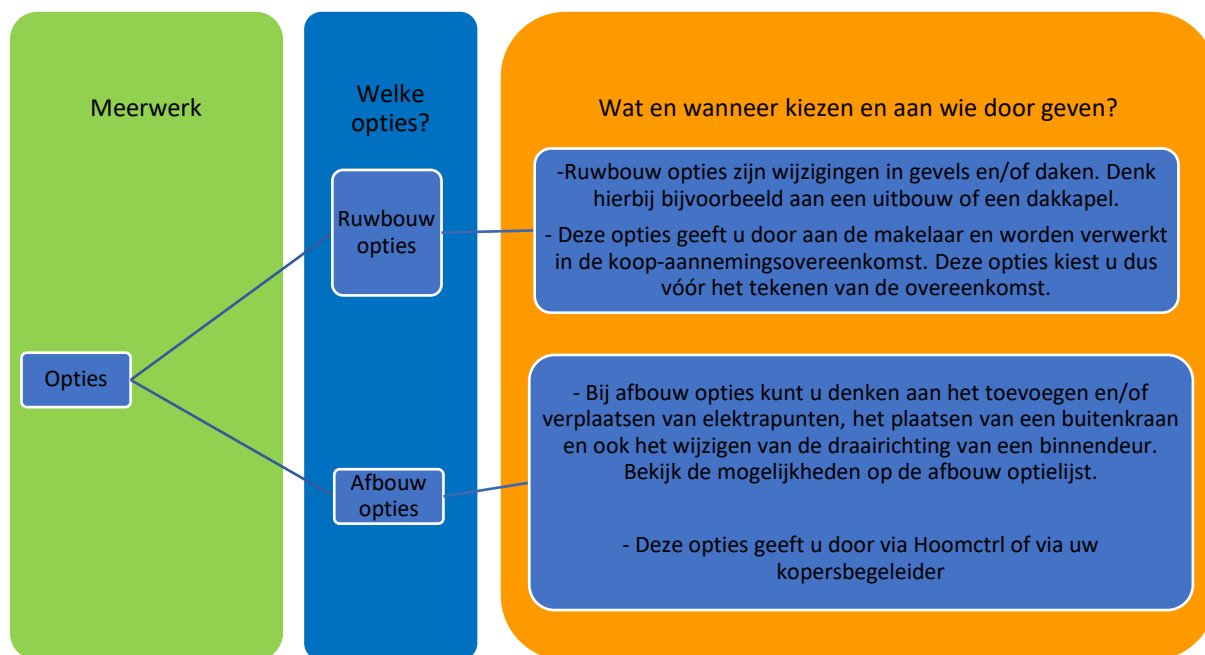 Meerwerk
Welke
opties?
Wat en wanneer kiezen en aan wie door geven?
Opties
Ruwbouw
opties
-Ruwbouw opties zijn wijzigingen in gevels en/of daken. Denk
hierbij bijvoorbeeld aan een uitbouw of een dakkapel.
- Deze opties geeft u door aan de makelaar en worden verwerkt
in de koop-aannemingsovereenkomst. Deze opties kiest u dus
vóór het tekenen van de overeenkomst.
Afbouw
opties
- Bij afbouw opties kunt u denken aan het toevoegen en/of
verplaatsen van elektrapunten, het plaatsen van een buitenkraan
en ook het wijzigen van de draairichting van een binnendeur.
Bekijk de mogelijkheden op de afbouw optielijst.
- Deze opties geeft u door via Hoomctrl of via uw
kopersbegeleider